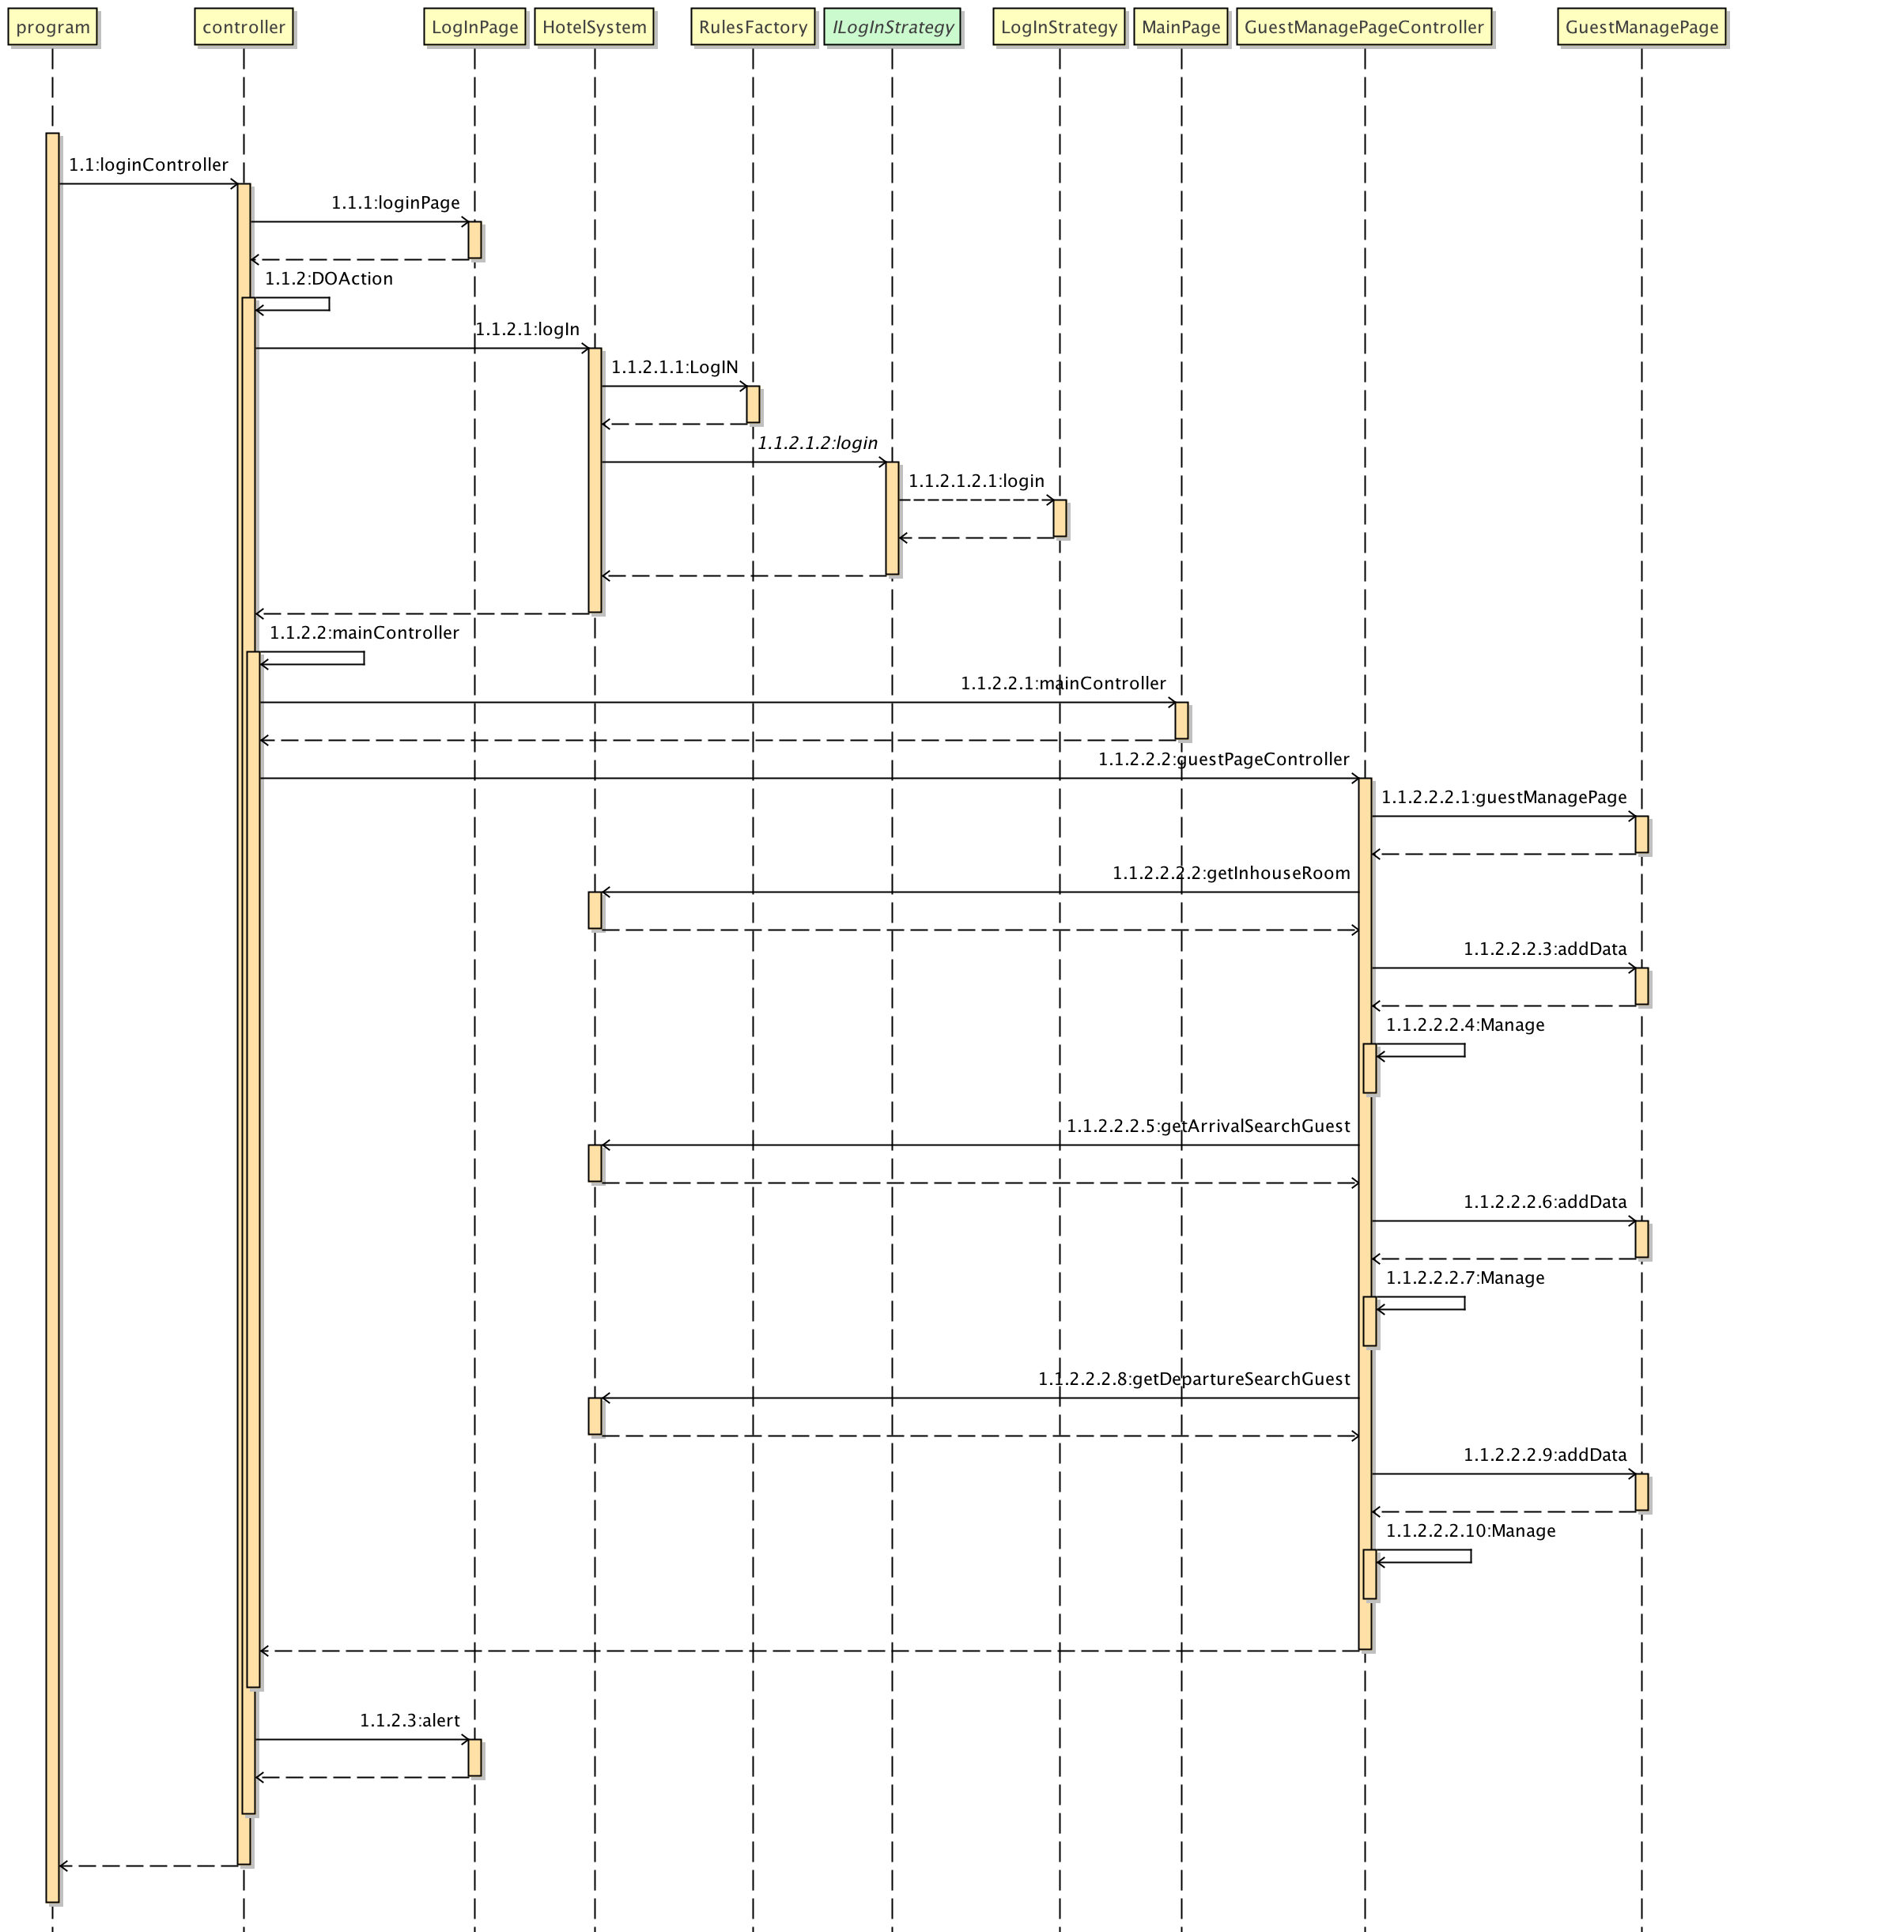 program
controller
LogInPage
HotelSystem
RulesFactory
ILogInStrategy
LogInStrategy
MainPage
GuestManagePageController
GuestManagePage
1.1:loginController
1.1.1:loginPage
1.1.2:DOAction
1.1.2.1:logIn
1.1.2.1.1:LogIN
1.1.2.1.2:login
1.1.2.1.2.1:login
1.1.2.2:mainController
1.1.2.2.1:mainController
1.1.2.2.2:guestPageController
1.1.2.2.2.1:guestManagePage
1.1.2.2.2.2:getInhouseRoom
1.1.2.2.2.3:addData
1.1.2.2.2.4:Manage
1.1.2.2.2.5:getArrivalSearchGuest
1.1.2.2.2.6:addData
1.1.2.2.2.7:Manage
1.1.2.2.2.8:getDepartureSearchGuest
1.1.2.2.2.9:addData
1.1.2.2.2.10:Manage
1.1.2.3:alert